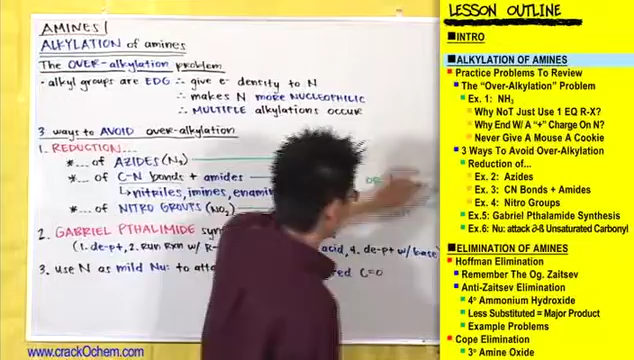 AMINES I
ALKYLATION of amines
The OVER-alkylation problem
-alkyl groups are EDG ∴ give e- density to N
∴ makes N more NUCLEOPHILIC
∴ MULTIPLE alkylations occur
3 ways to AVOID over-alkylation
1. REDUCTION...
*... of AZIDES (N3)
*... of C-N bonds + amides
↳ nitriles, imines, enamin
*... of NITRO GROUPS (NO2)
OR
2. GABRIEL PTHALIMIDE syn
(1. de-pt, 2. Run Rxn w/ R- acid, 4. de-pt w/ base
3. use N as mild Nu: to att C=O
www.crackOchem.com
LESSON OUTLINE
■INTRO
■ALKYLATION OF AMINES
Practice Problems To Review
The "Over-Alkylation" Problem
Ex. 1: NH3
Why NoT Just Use 1 EQ R-X?
Why End W/ A "+" Charge On N?
Never Give A Mouse A Cookie
3 Ways To Avoid Over-Alkylation
Reduction of...
Ex. 2: Azides
Ex. 3: CN Bonds + Amides
Ex. 4: Nitro Groups
Ex.5: Gabriel Pthalamide Synthesis
Ex.6: Nu: attack ∂-ß Unsaturated Carbonyl
■ELIMINATION OF AMINES
Hoffman Elimination
Remember The Og. Zaitsev
Anti-Zaitsev Elimination
4° Ammonium Hydroxide
Less Substituted = Major Product
Example Problems
Cope Elimination
3° Amine Oxide